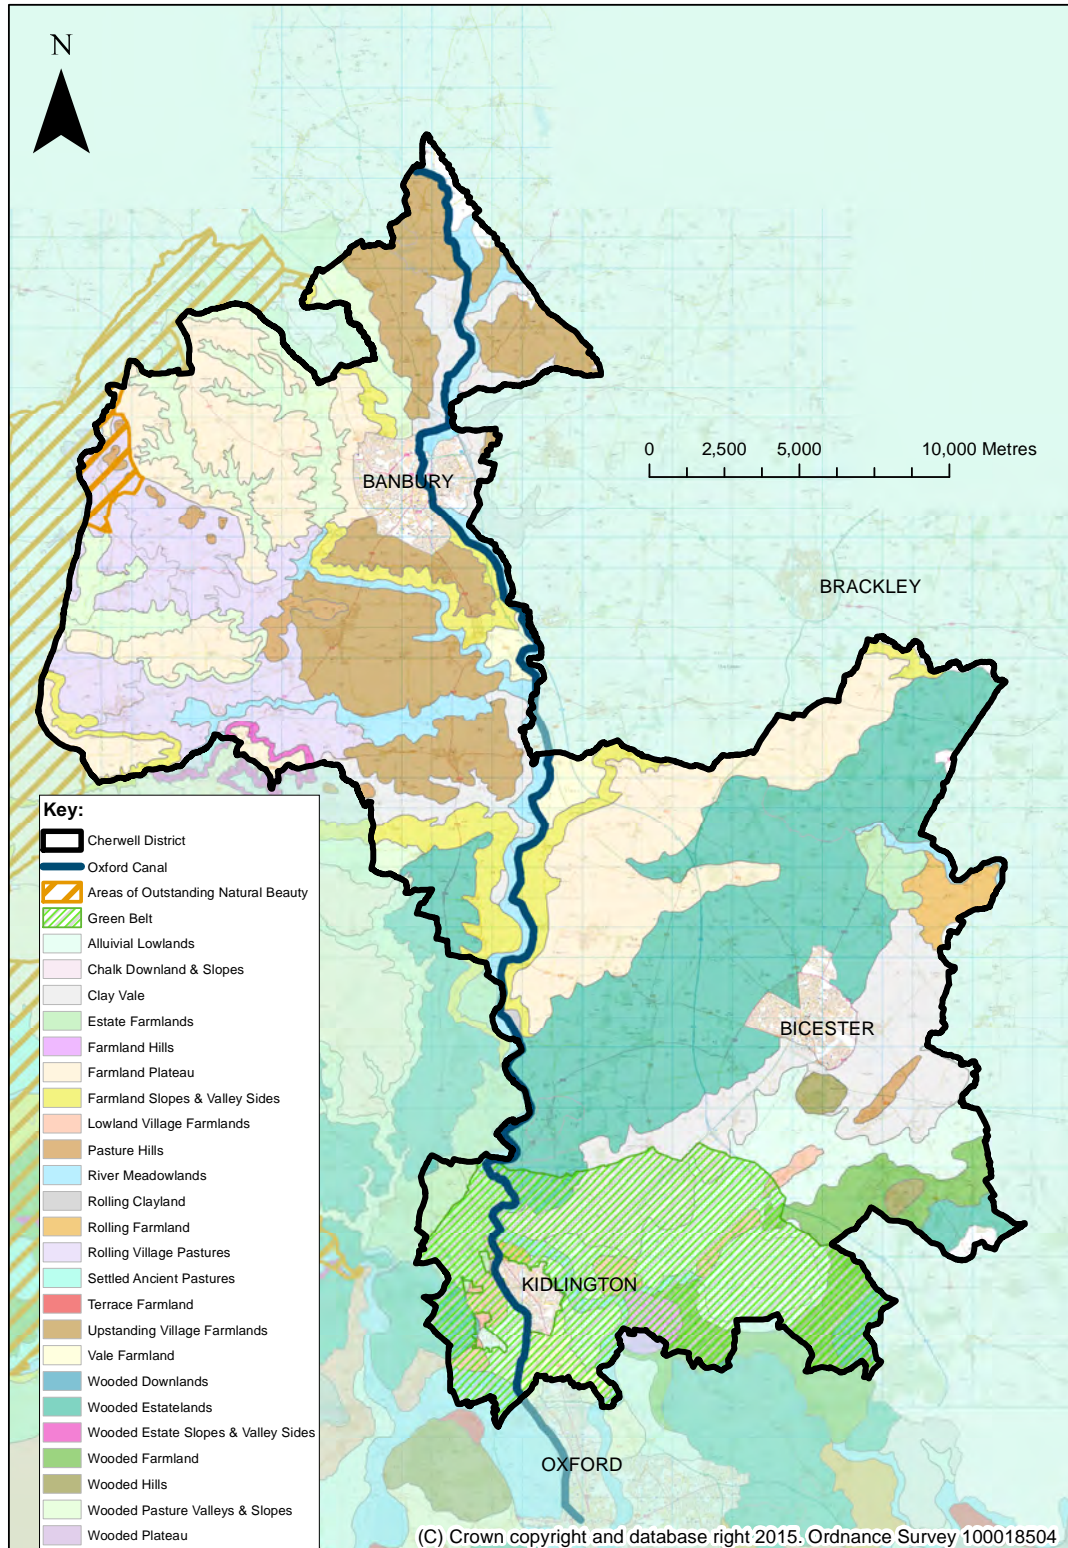 N
0 2,500 5,000 10,000 Metres
BANBURY
BRACKLEY
BICESTER
KIDLINGTON
OXFORD
Key:
Cherwell District
Oxford Canal
Areas of Outstanding Natural Beauty
Green Belt
Alluvial Lowlands
Chalk Downland & Slopes
Clay Vale
Estate Farmlands
Farmland Hills
Farmland Plateau
Farmland Slopes & Valley Sides
Lowland Village Farmlands
Pasture Hills
River Meadowlands
Rolling Clayland
Rolling Farmland
Rolling Village Pastures
Settled Ancient Pastures
Terrace Farmland
Upstanding Village Farmlands
Vale Farmland
Wooded Downlands
Wooded Estatelands
Wooded Estate Slopes & Valley Sides
Wooded Farmland
Wooded Hills
Wooded Pasture Valleys & Slopes
Wooded Plateau
(C) Crown copyright and database right 2015. Ordnance Survey 100018504